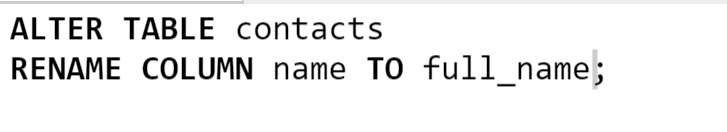 ALTER TABLE contacts
RENAME COLUMN name TO full_name;